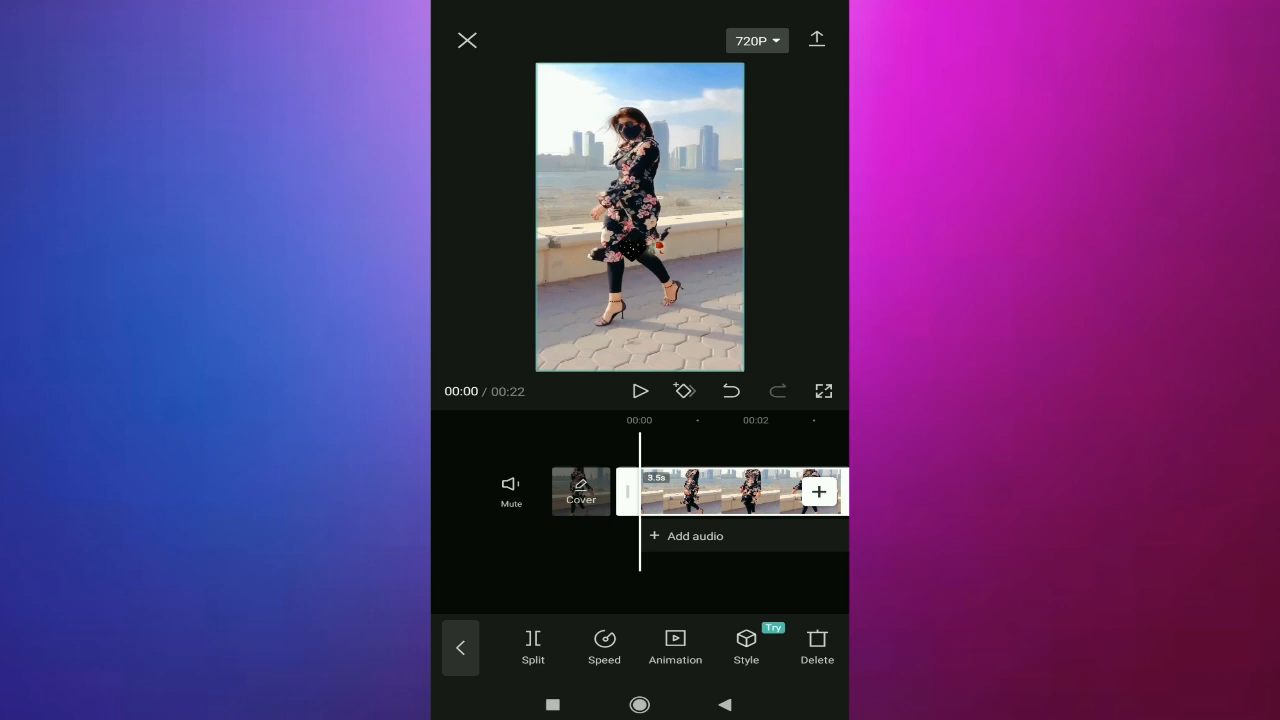 720P
00:00 / 00:22
00:00 00:02
3.5s
Mute
Cover
Add audio
Try
Split Speed Animation Style Delete